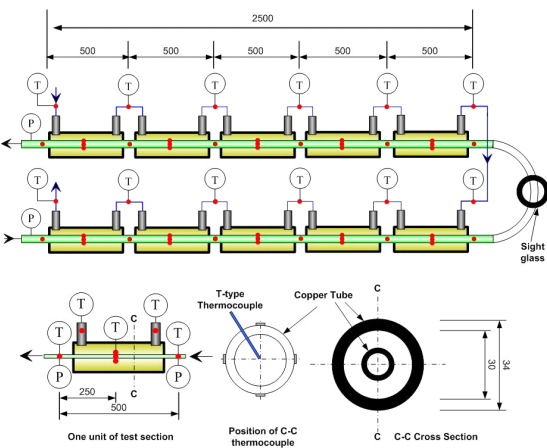 2500
500 500 500 500 500
T T T T T T
P
T T T T T T
P
Sight
glass
T T
T T T
P P
C
C
250
500
One unit of test section
T-type
Thermocouple
Position of C-C
thermocouple
Copper Tube
C
C
30
34
C-C Cross Section